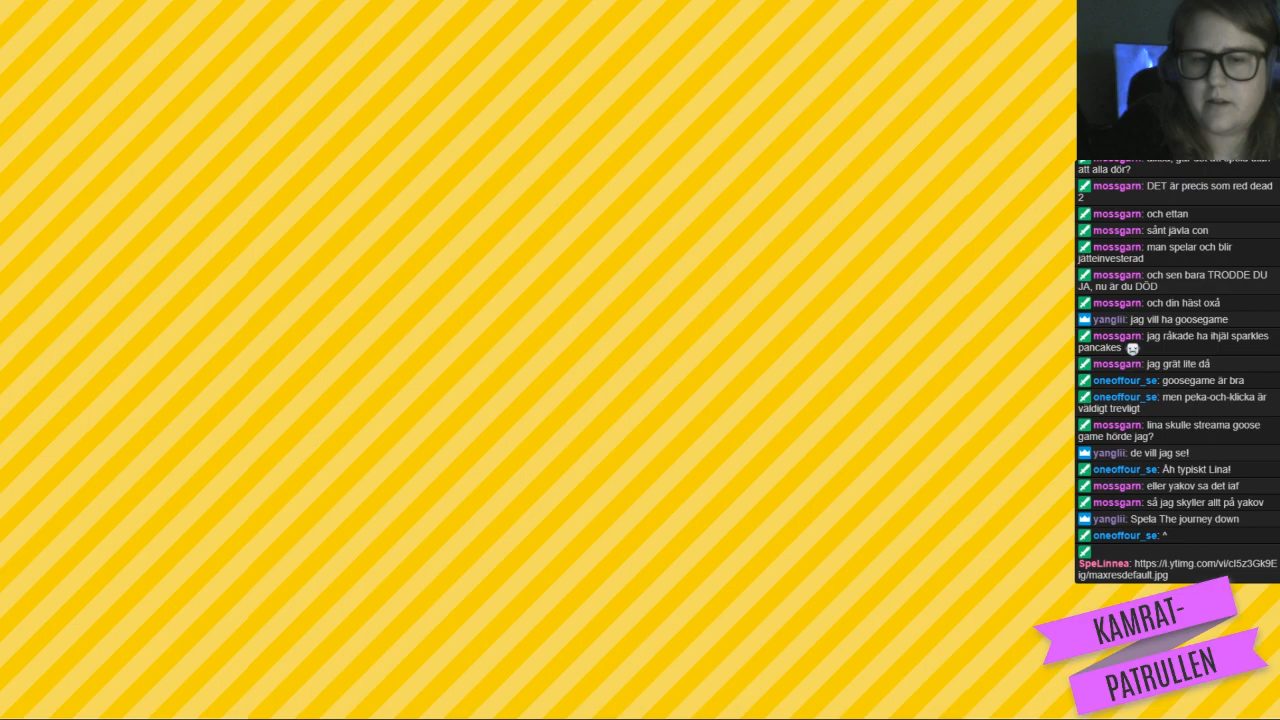 att alla dör?
mossgarn: DET är precis som red dead
2
mossgarn: och ettan
mossgarn: sånt jävla con
mossgarn: man spelar och blir
jätteinvesterad
mossgarn: och sen bara TRODDE DU
JA, nu är du DÖD
mossgarn: och din häst oxå
yanglii: jag vill ha goosegame
mossgarn: jag råkade ha ihjäl sparkles
pancakes
mossgarn: jag grät lite då
oneoffour_se: goosegame är bra
oneoffour_se: men peka-och-klicka är
väldigt trevligt
mossgarn: lina skulle streama goose
game hörde jag?
yanglii: de vill jag se!
oneoffour_se: Åh typiskt Lina!
mossgarn: eller yakov sa det iaf
mossgarn: så jag skyller allt på yakov
yanglii: Spela The journey down
oneoffour_se: ^
SpeLinnea: https://i.ytimg.com/vi/cI5z3Gk9E
ig/maxresdefault.jpg
KAMRAT-
PATRULLEN